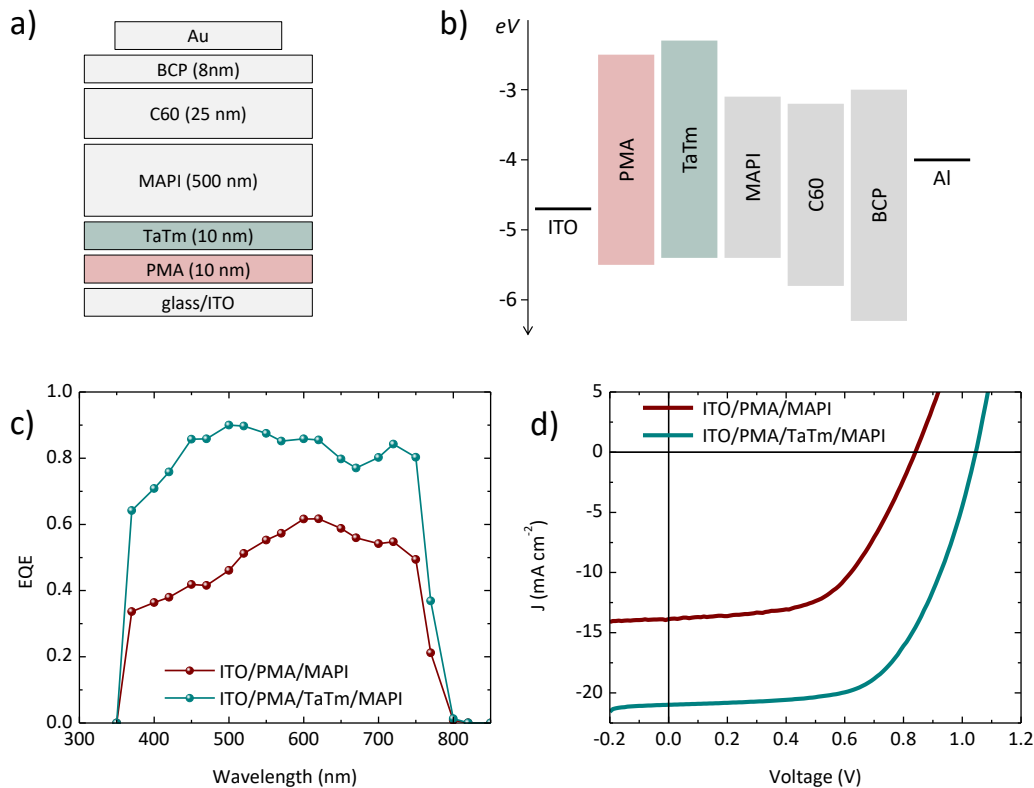 a)
Au
BCP (8nm)
C60 (25 nm)
MAPI (500 nm)
TaTm (10 nm)
PMA (10 nm)
glass/ITO
b)
eV
-3
-4
-5
-6
ITO
PMA
TaTm
MAPI
C60
BCP
Al
c)
1.0
0.8
0.6
0.4
0.2
0.0
EQE
ITO/PMA/MAPI
ITO/PMA/TaTm/MAPI
300 400 500 600 700 800
Wavelength (nm)
d)
ITO/PMA/MAPI
ITO/PMA/TaTm/MAPI
5
0
-5
-10
-15
-20
J (mA cm-2)
-0.2 0.0 0.2 0.4 0.6 0.8 1.0 1.2
Voltage (V)